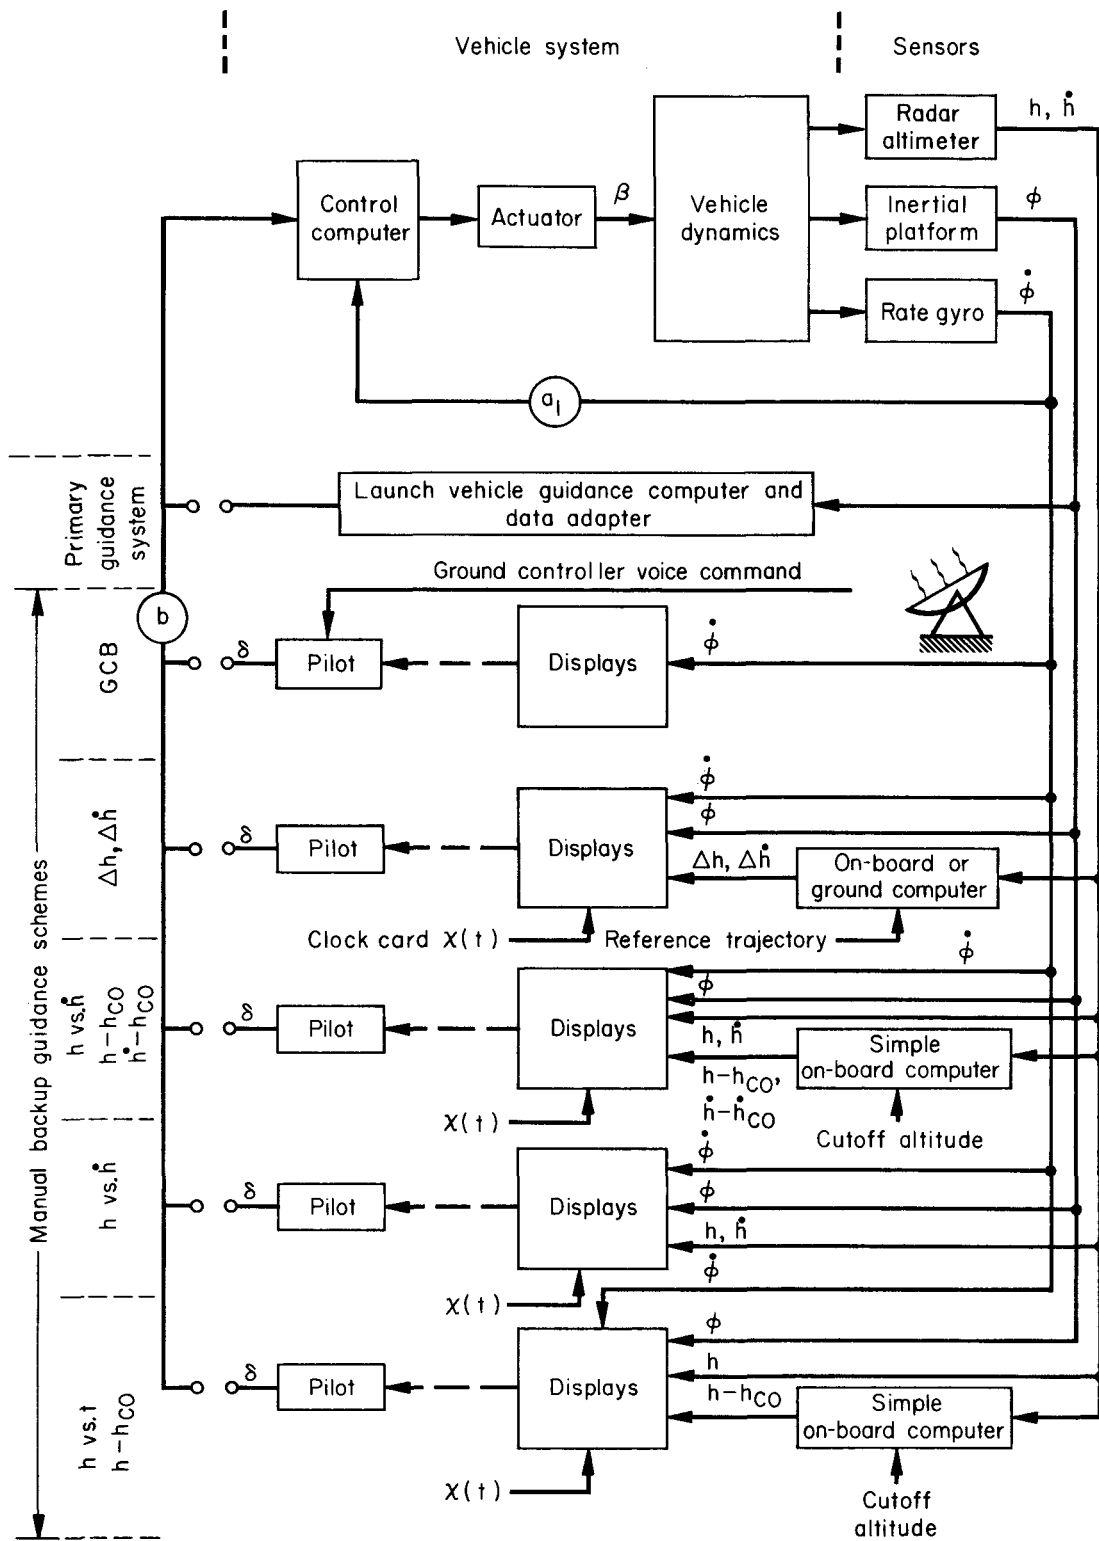 Vehicle system
Sensors
Radar
altimeter
h, ḣ
Control
computer
Actuator
β
Vehicle
dynamics
Inertial
platform
ϕ
Rate gyro
ϕ̇
a₁
Primary
guidance
system
Launch vehicle guidance computer and
data adapter
Ground controller voice command
b
Manual backup guidance schemes
GCB
δ
Pilot
Displays
ϕ̇
Δh, Δḣ
δ
Pilot
Displays
ϕ̇
ϕ
Δh, Δḣ
On-board or
ground computer
Clock card χ(t)
Reference trajectory
h vs. ḣ
h-hCO
ḣ-hCO
δ
Pilot
Displays
ϕ̇
ϕ
h, ḣ
h-hCO,
ḣ-ḣCO
Simple
on-board computer
χ(t)
Cutoff altitude
h vs. ḣ
δ
Pilot
Displays
ϕ̇
ϕ
h, ḣ
χ(t)
h vs. t
h-hCO
δ
Pilot
Displays
ϕ̇
ϕ
h
h-hCO
Simple
on-board computer
χ(t)
Cutoff
altitude